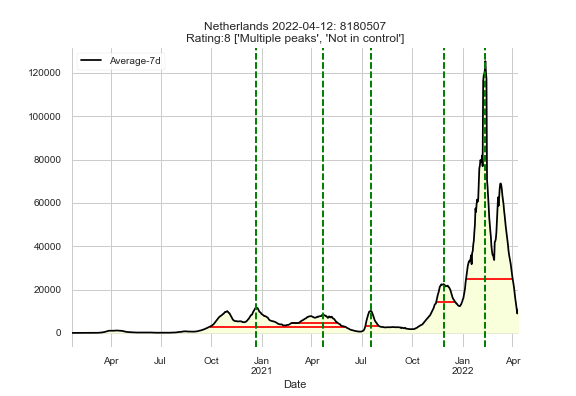 Netherlands 2022-04-12: 8180507
Rating:8 ['Multiple peaks', 'Not in control']
Average-7d
120000
100000
80000
60000
40000
20000
0
Apr Jul Oct Jan Apr Jul Oct Jan Apr
2021 2022
Date